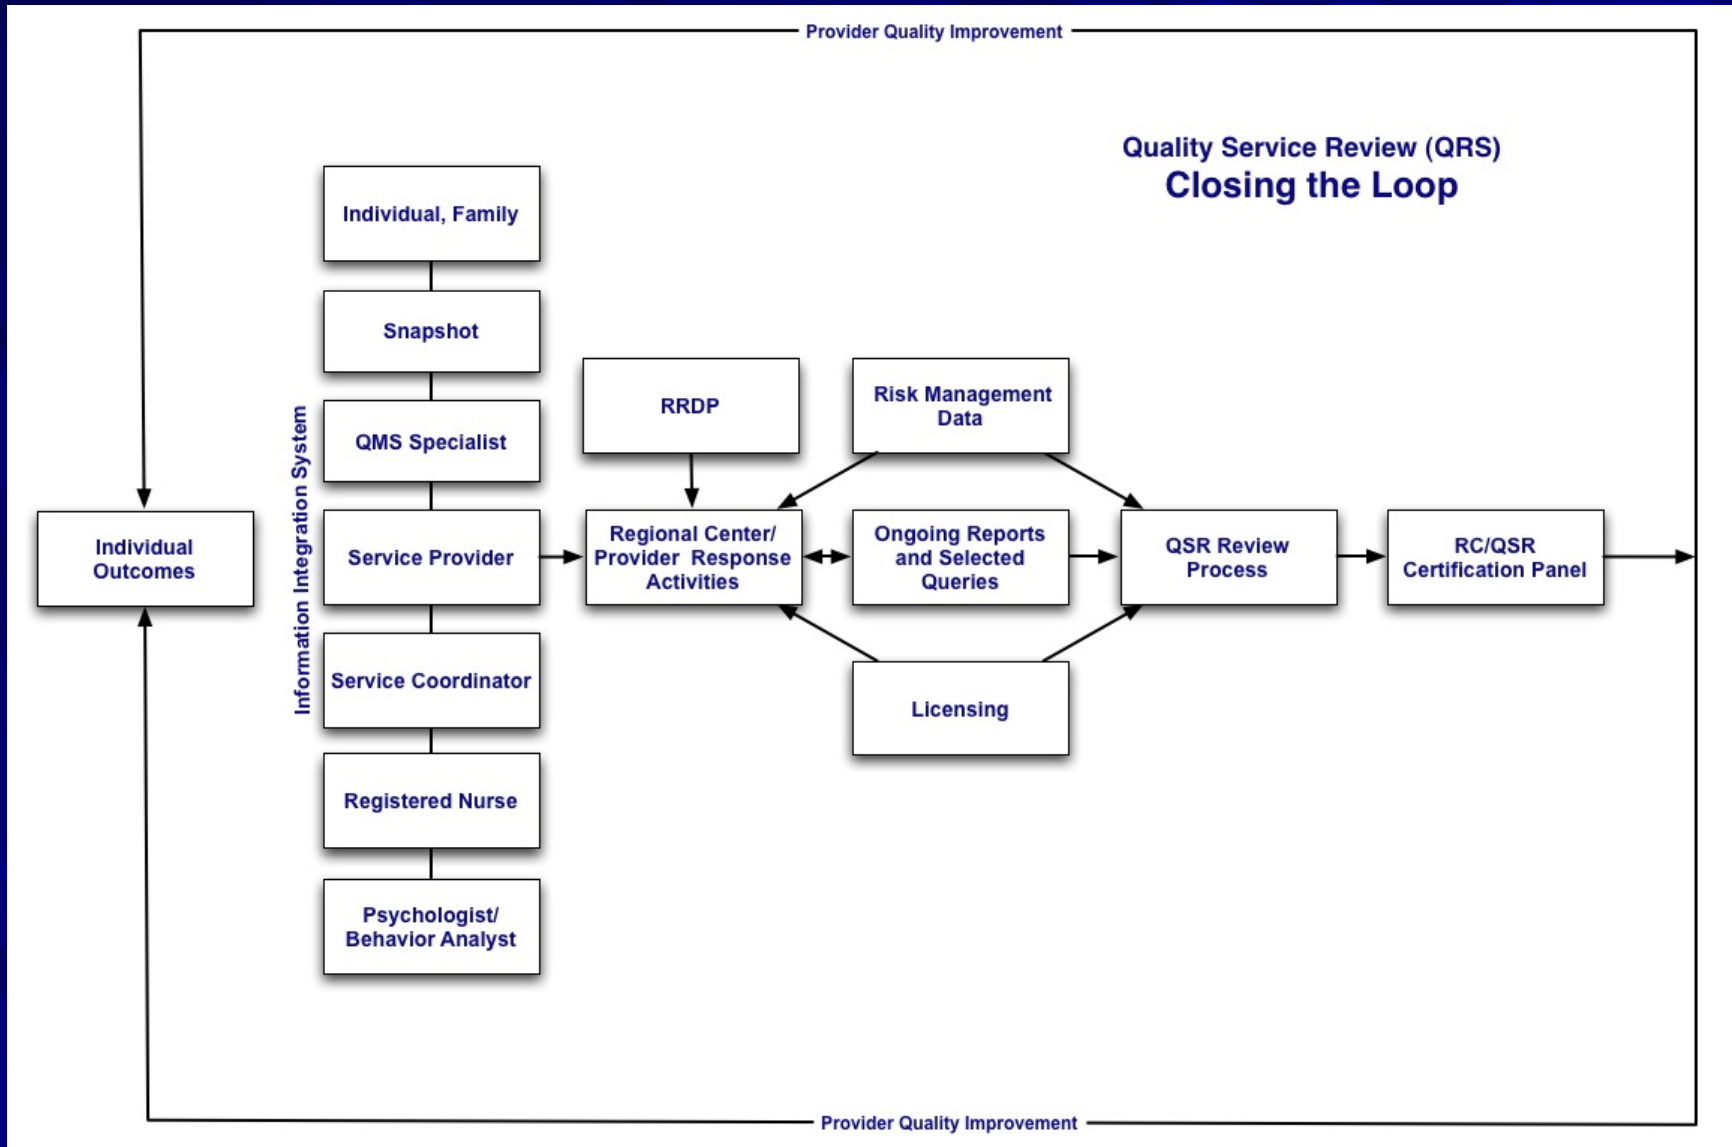 Provider Quality Improvement
Quality Service Review (QRS)
Closing the Loop
Individual, Family
Snapshot
QMS Specialist
Service Provider
Service Coordinator
Registered Nurse
Psychologist/
Behavior Analyst
Information Integration System
Individual
Outcomes
RRDP
Risk Management
Data
Regional Center/
Provider Response
Activities
Ongoing Reports
and Selected
Queries
QSR Review
Process
RC/QSR
Certification Panel
Licensing
Provider Quality Improvement